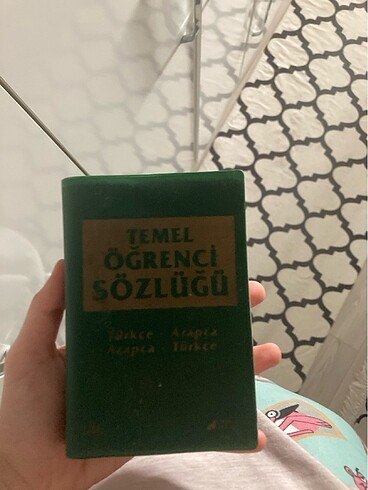 TEMEL
ÖĞRENCİ
SÖZLÜĞÜ
Türkçe - Arapça
Arapça - Türkçe